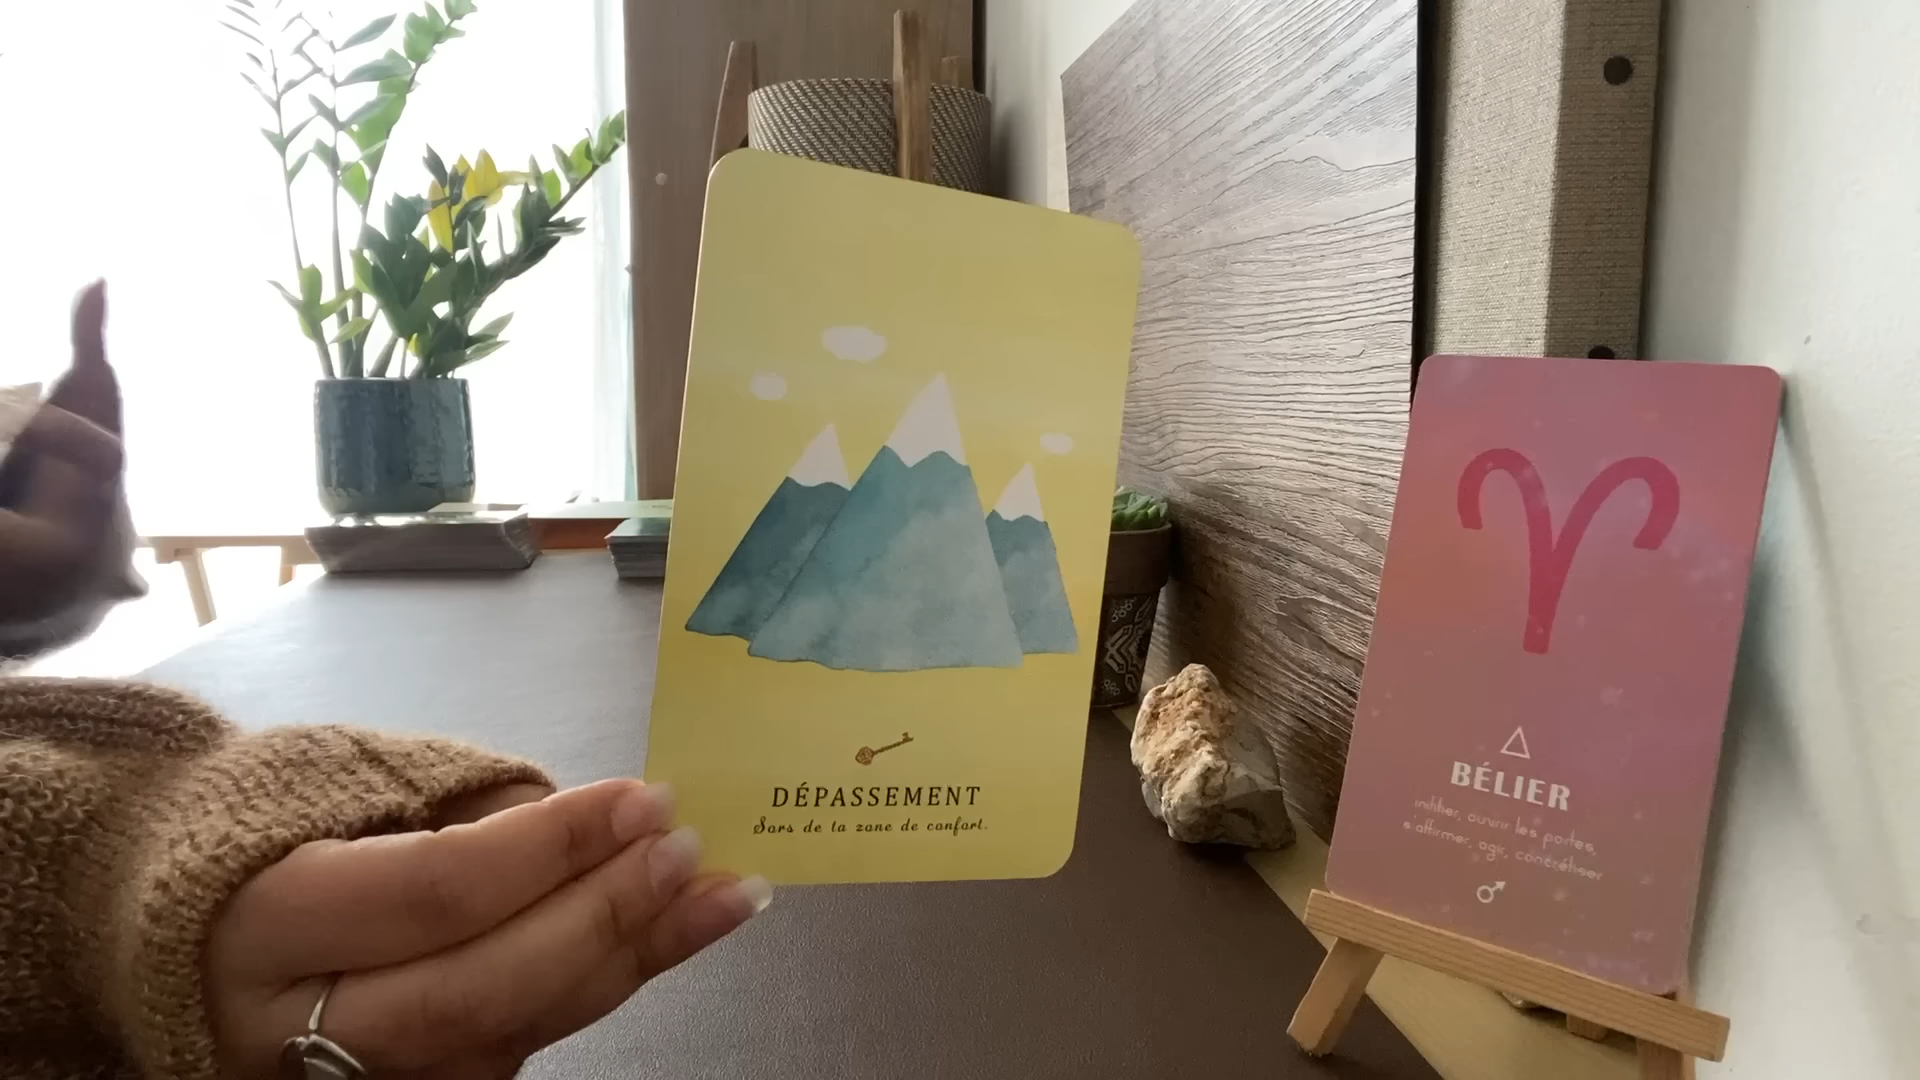 DÉPASSEMENT
Sors de ta zone de confort.
BÉLIER
initier, ouvrir les portes,
s'affirmer, agir, concrétiser